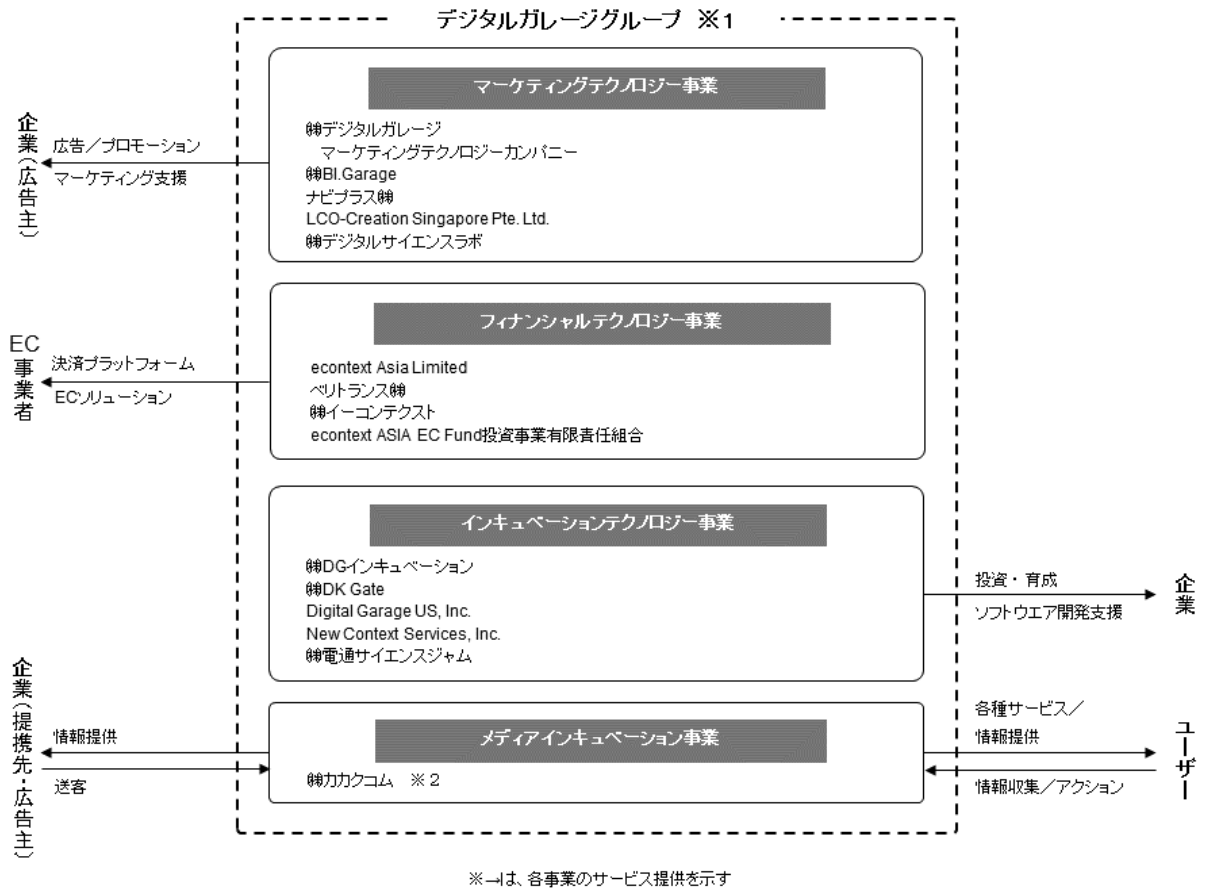 デジタルガレージグループ ※1
マーケティングテクノロジー事業
㈱デジタルガレージ
マーケティングテクノロジーカンパニー
㈱BI.Garage
ナビプラス㈱
LCO-Creation Singapore Pte. Ltd.
㈱デジタルサイエンスラボ
企業(広告主)
広告／プロモーション
マーケティング支援
フィナンシャルテクノロジー事業
econtext Asia Limited
ベリトランス㈱
㈱イーコンテクスト
econtext ASIA EC Fund投資事業有限責任組合
EC事業者
決済プラットフォーム
ECソリューション
インキュベーションテクノロジー事業
㈱DGインキュベーション
㈱DK Gate
Digital Garage US, Inc.
New Context Services, Inc.
㈱電通サイエンスジャム
投資・育成
ソフトウエア開発支援
企業
メディアインキュベーション事業
㈱カカクコム ※２
企業(提携先・広告主)
情報提供
送客
各種サービス／
情報提供
情報収集／アクション
ユーザー
※→は、各事業のサービス提供を示す